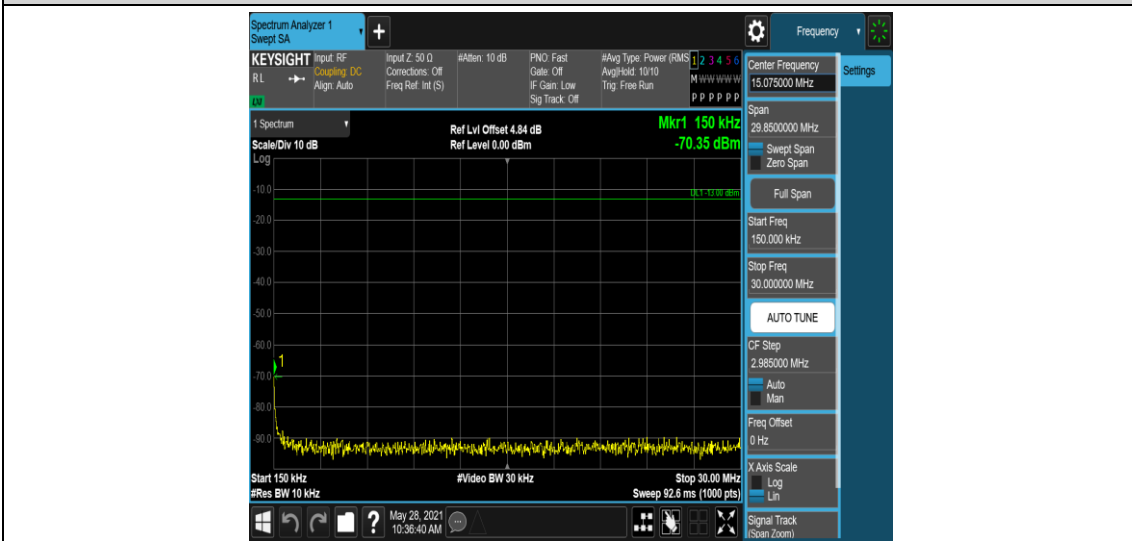 Spectrum Analyzer 1
Swept SA
+
Frequency
KEYSIGHT
RL
LXI
Input: RF
Coupling: DC
Align: Auto
Input Z: 50 Ω
Corrections: Off
Freq Ref: Int (S)
#Atten: 10 dB
PNO: Fast
Gate: Off
IF Gain: Low
Sig Track: Off
#Avg Type: Power (RMS
Avg|Hold: 10/10
Trig: Free Run
1 2 3 4 5 6
M W W W W W
P P P P P P
1 Spectrum
Scale/Div 10 dB
Log
Ref Lvl Offset 4.84 dB
Ref Level 0.00 dBm
Mkr1 150 kHz
-70.35 dBm
DL1 -13.00 dBm
-10.0
-20.0
-30.0
-40.0
-50.0
-60.0
1
-70.0
-80.0
-90.0
Start 150 kHz
#Res BW 10 kHz
#Video BW 30 kHz
Stop 30.00 MHz
Sweep 92.6 ms (1000 pts)
?
May 28, 2021
10:36:40 AM
Center Frequency
15.075000 MHz
Settings
Span
29.8500000 MHz
Swept Span
Zero Span
Full Span
Start Freq
150.000 kHz
Stop Freq
30.000000 MHz
AUTO TUNE
CF Step
2.985000 MHz
Auto
Man
Freq Offset
0 Hz
X Axis Scale
Log
Lin
Signal Track
(Span Zoom)